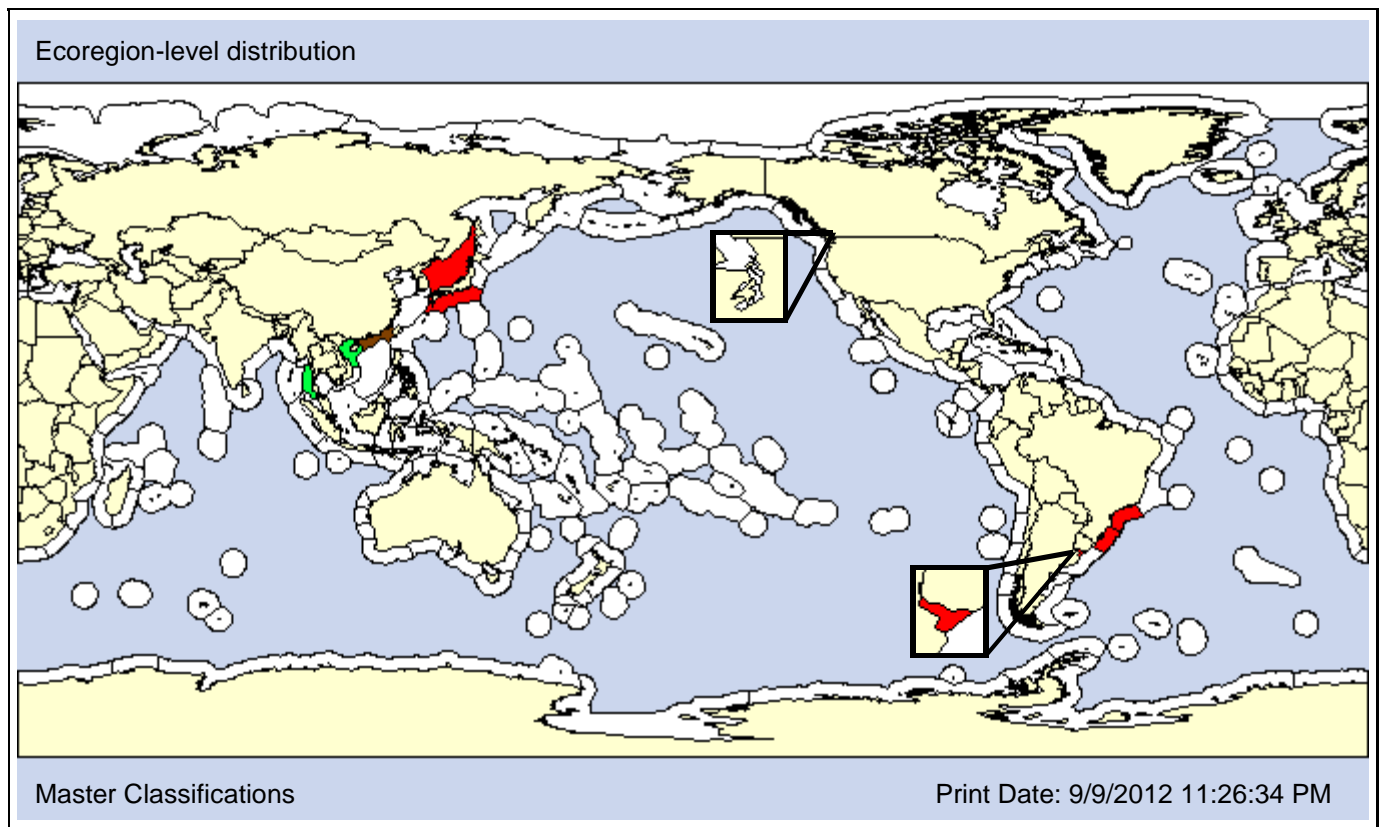 Ecoregion-level distribution
Master Classifications
Print Date: 9/9/2012 11:26:34 PM